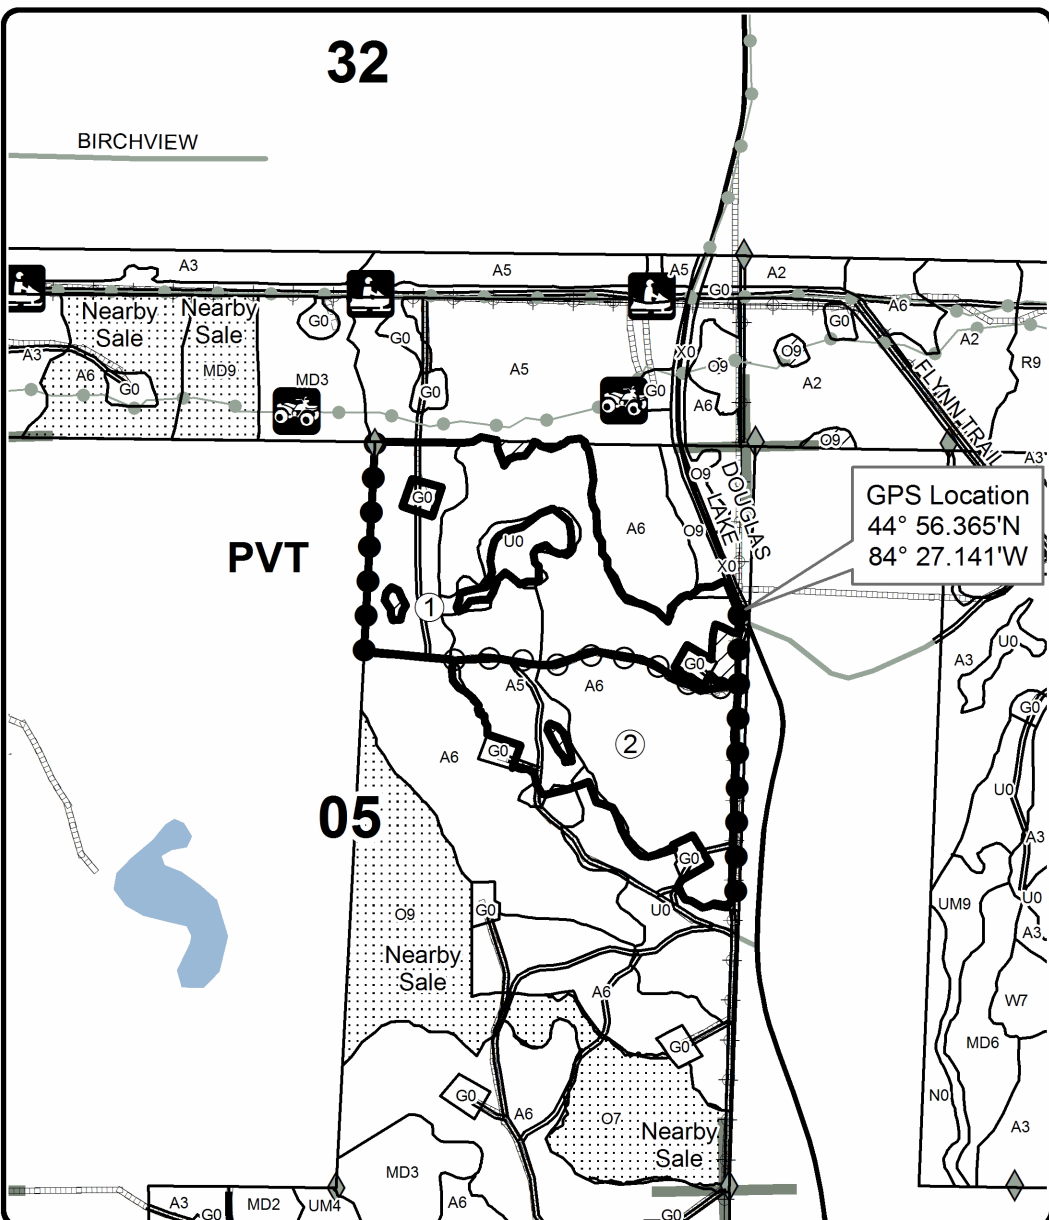 32
BIRCHVIEW
A3
A5
A5
A2
G0
A6
Nearby
Sale
Nearby
Sale
G0
G0
G0
A2
A3
X0
O9
O9
R9
A6
G0
MD9
MD3
A5
G0
G0
A6
A2
FLYNN TRAIL
O9
A3
O9
DOUGLAS
LAKE
GPS Location
44° 56.365'N
84° 27.141'W
G0
A6
O9
U0
PVT
X0
1
U0
A3
G0
A5
A6
G0
2
A6
G0
U0
05
A3
G0
U0
UM9
U0
O9
G0
A3
Nearby
Sale
A6
W7
G0
MD6
G0
N0
A6
O7
A3
Nearby
Sale
MD3
A3
G0
MD2
UM4
A6
G0